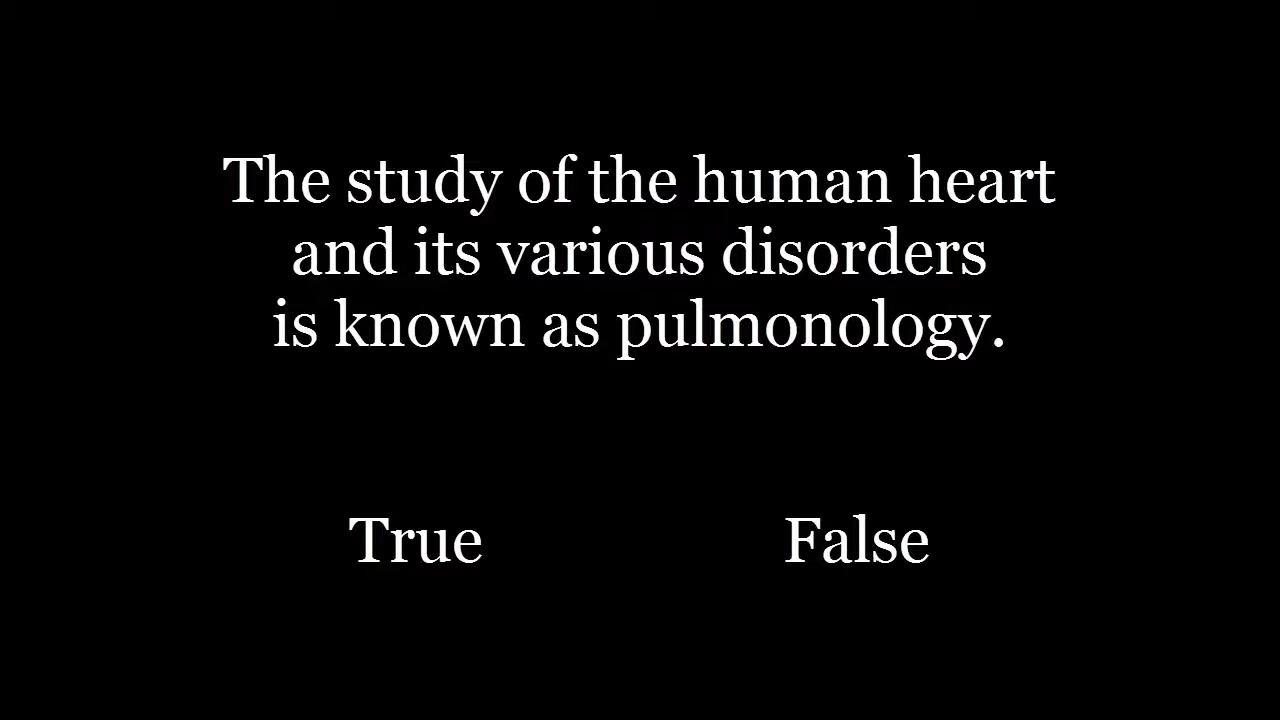 The study of the human heart
and its various disorders
is known as pulmonology.
True
False